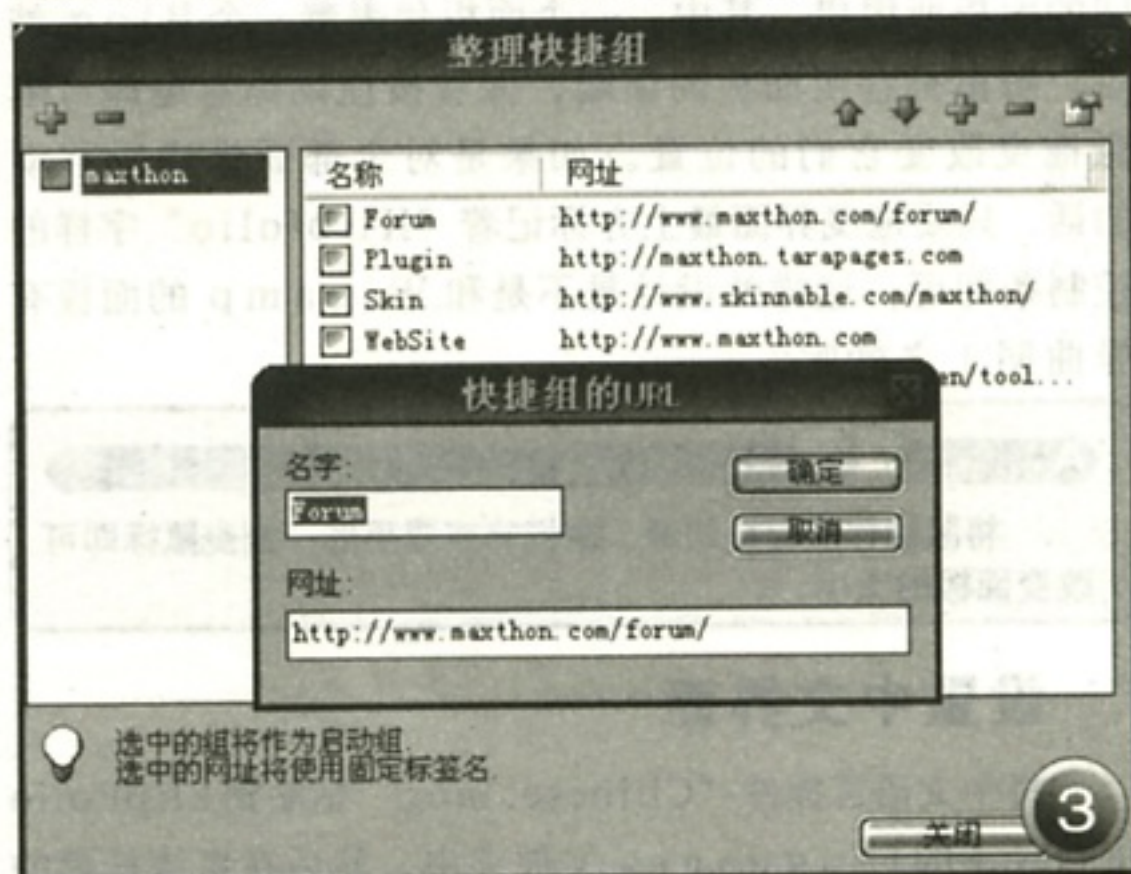 整理快捷组
maxthon
名称 网址
Forum http://www.maxthon.com/forum/
Plugin http://maxthon.tarapages.com
Skin http://www.skinnable.com/maxthon/
WebSite http://www.maxthon.com
en/tool...
快捷组的URL
名字:
Forum
确定
取消
网址:
http://www.maxthon.com/forum/
选中的组将作为启动组.
选中的网址将使用固定标签名.
关闭
3